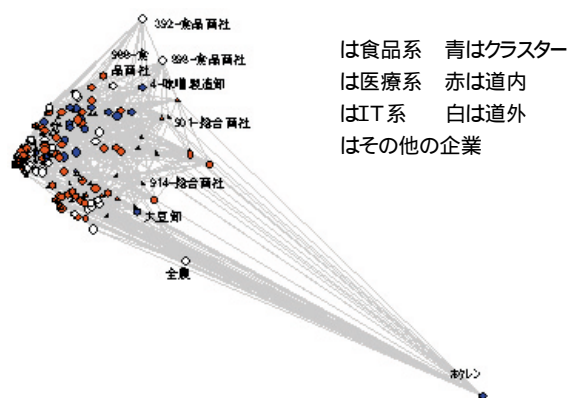 392-食品商社
988-食品商社
893-食品商社
4-味噌製造卸
901-総合商社
914-総合商社
大豆卸
全農
ホクレン
は食品系　青はクラスター
は医療系　赤は道内
はIT系　白は道外
はその他の企業